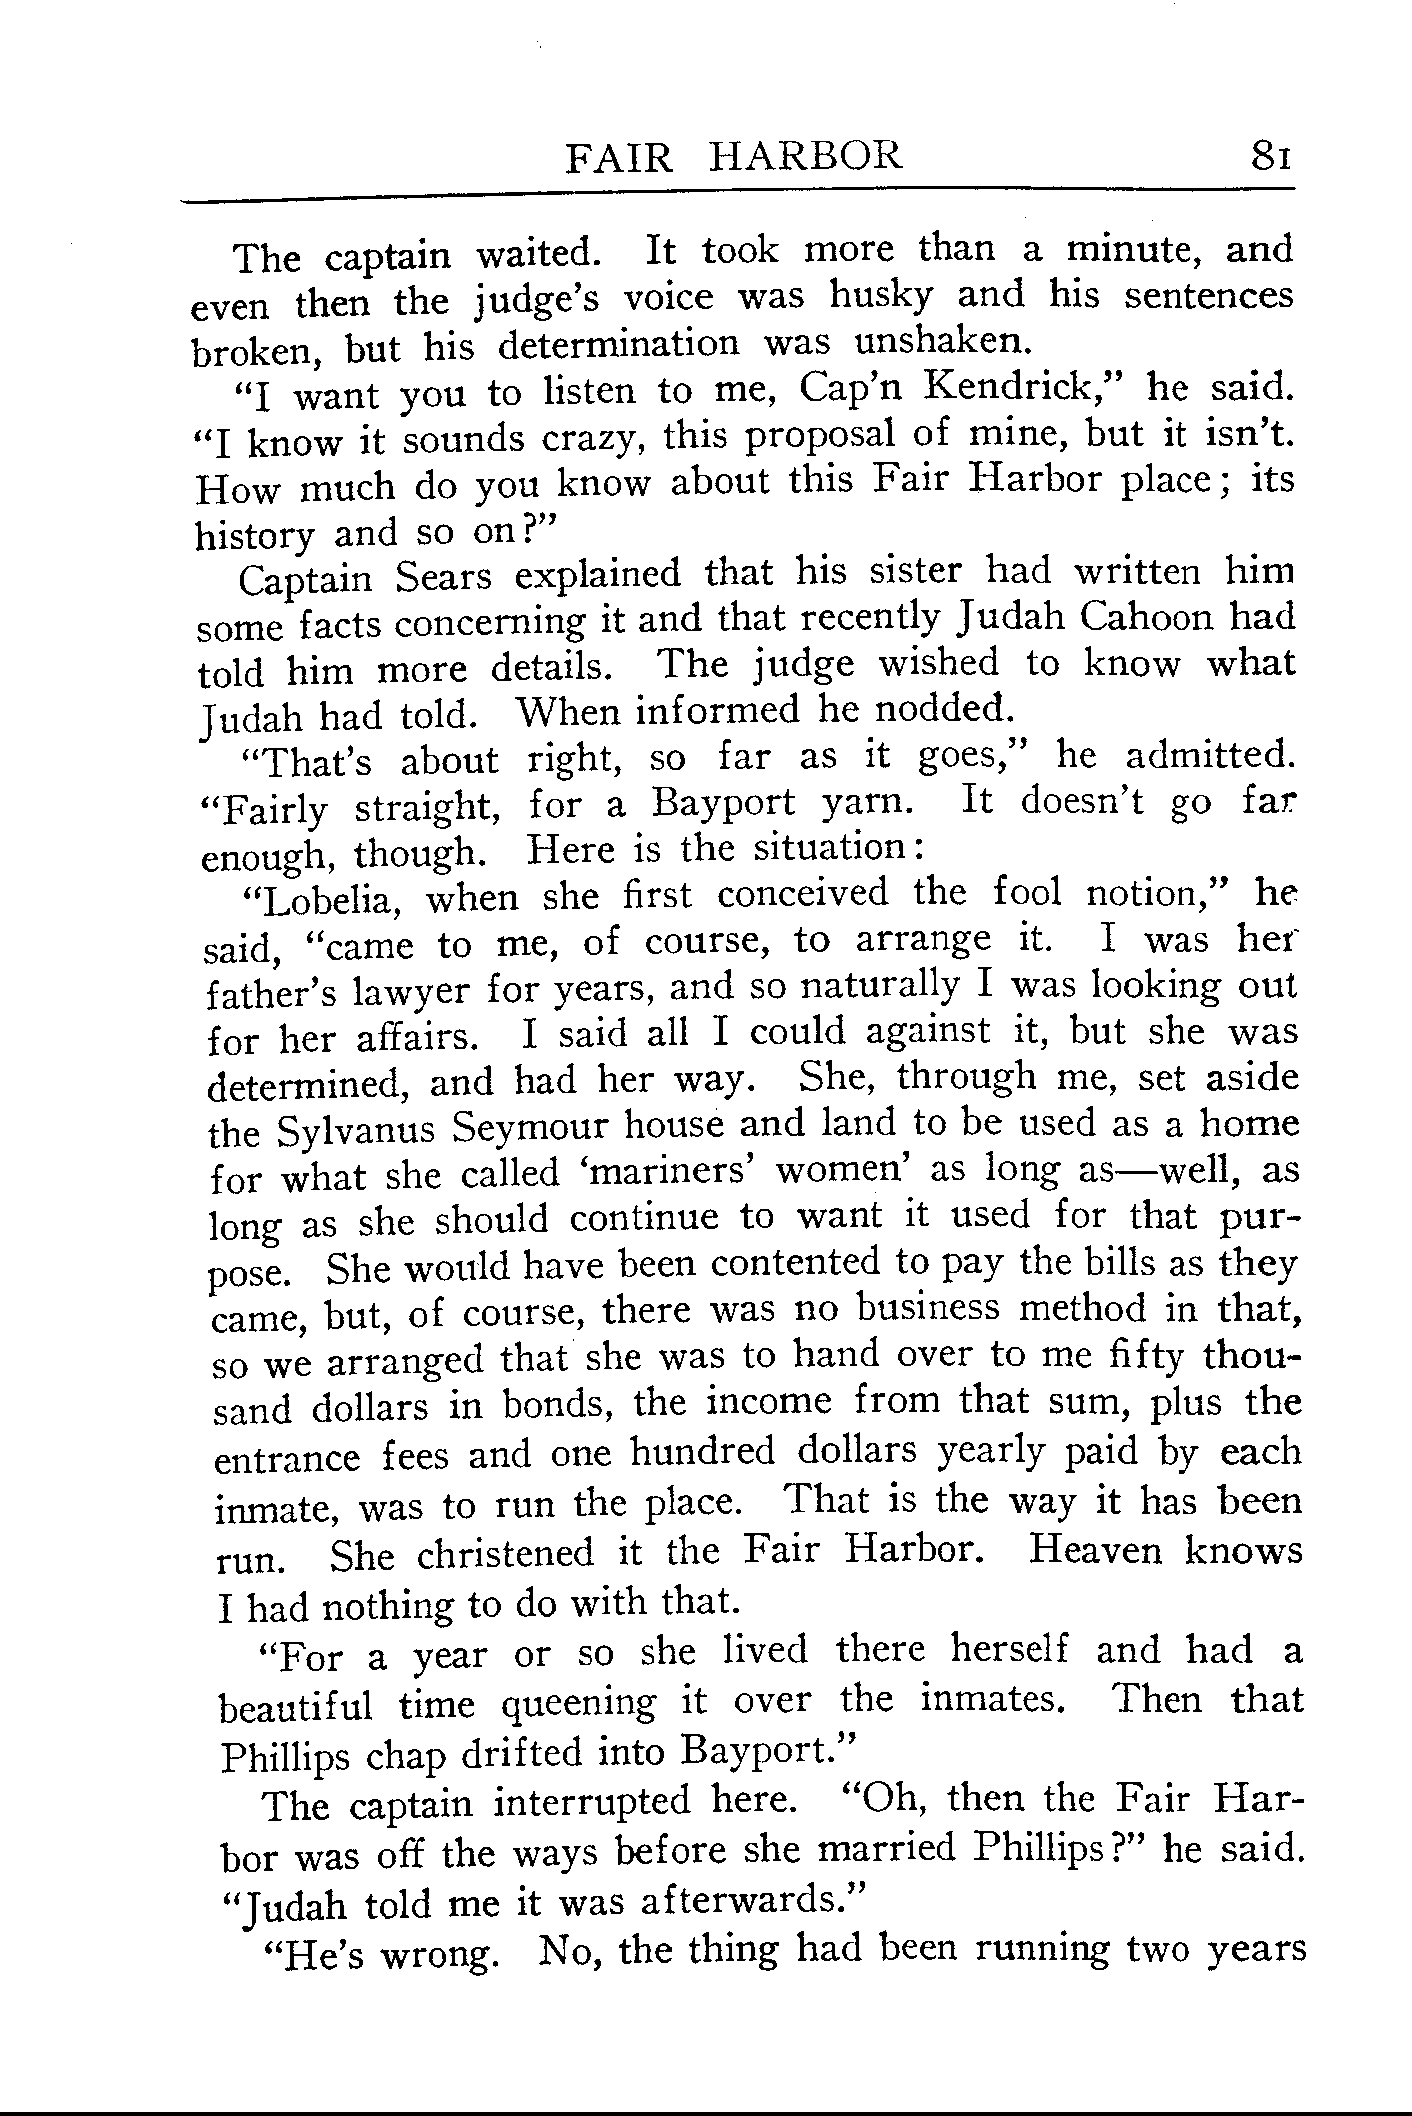 FAIR HARBOR 81
The captain waited. It took more than a minute, and
even then the judge's voice was husky and his sentences
broken, but his determination was unshaken.
“I want you to listen to me, Cap'n Kendrick,” he said.
“I know it sounds crazy, this proposal of mine, but it isn't.
How much do you know about this Fair Harbor place; its
history and so on?”
Captain Sears explained that his sister had written him
some facts concerning it and that recently Judah Cahoon had
told him more details. The judge wished to know what
Judah had told. When informed he nodded.
“That's about right, so far as it goes,” he admitted.
“Fairly straight, for a Bayport yarn. It doesn't go far
enough, though. Here is the situation:
“Lobelia, when she first conceived the fool notion,” he
said, “came to me, of course, to arrange it. I was her
father's lawyer for years, and so naturally I was looking out
for her affairs. I said all I could against it, but she was
determined, and had her way. She, through me, set aside
the Sylvanus Seymour house and land to be used as a home
for what she called ‘mariners' women’ as long as—well, as
long as she should continue to want it used for that pur-
pose. She would have been contented to pay the bills as they
came, but, of course, there was no business method in that,
so we arranged that she was to hand over to me fifty thou-
sand dollars in bonds, the income from that sum, plus the
entrance fees and one hundred dollars yearly paid by each
inmate, was to run the place. That is the way it has been
run. She christened it the Fair Harbor. Heaven knows
I had nothing to do with that.
“For a year or so she lived there herself and had a
beautiful time queening it over the inmates. Then that
Phillips chap drifted into Bayport.”
The captain interrupted here. “Oh, then the Fair Har-
bor was off the ways before she married Phillips?” he said.
“Judah told me it was afterwards.”
“He's wrong. No, the thing had been running two years